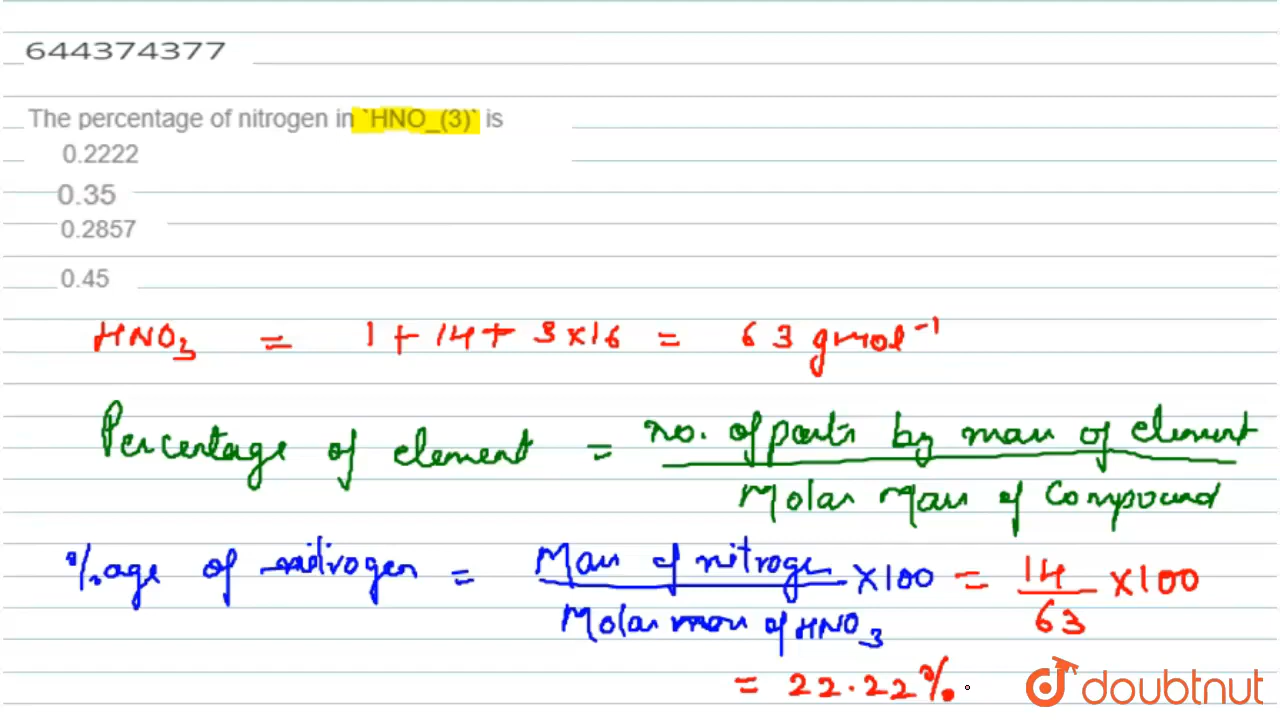 644374377
The percentage of nitrogen in `HNO_(3)` is
0.2222
0.35
0.2857
0.45
HNO3 = 1 + 14 + 3×16 = 63 gmol⁻¹
Percentage of element = no. of parts by mass of element
Molar Mass of Compound
%age of nitrogen = Mass of nitrogen ×100 = 14 ×100
Molar mass of HNO3 63
= 22.22%.
doubtnut